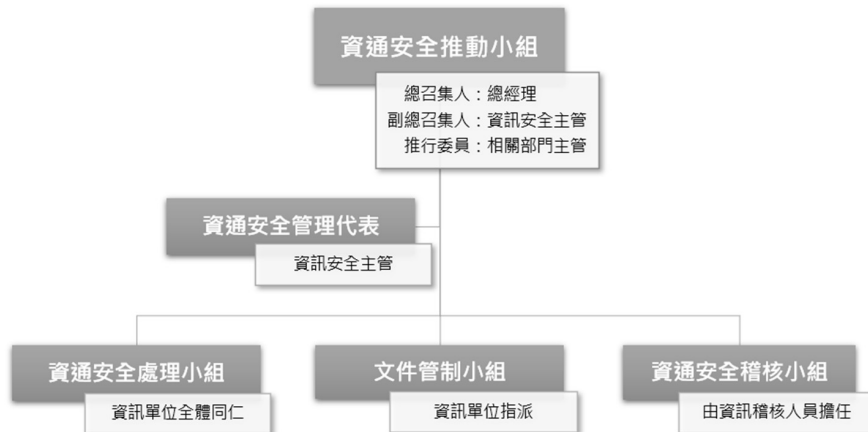 資通安全推動小組
總召集人：總經理
副總召集人：資訊安全主管
推行委員：相關部門主管
資通安全管理代表
資訊安全主管
資通安全處理小組
資訊單位全體同仁
文件管制小組
資訊單位指派
資通安全稽核小組
由資訊稽核人員擔任